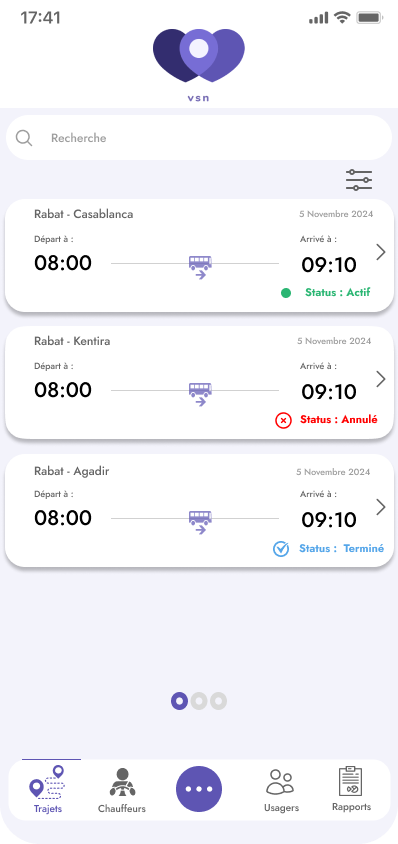 17:41
vsn
Recherche
Rabat - Casablanca
5 Novembre 2024
Départ à :
Arrivé à :
08:00
09:10
Status : Actif
Rabat - Kentira
5 Novembre 2024
Départ à :
Arrivé à :
08:00
09:10
Status : Annulé
Rabat - Agadir
5 Novembre 2024
Départ à :
Arrivé à :
08:00
09:10
Status : Terminé
Trajets
Chauffeurs
Usagers
Rapports